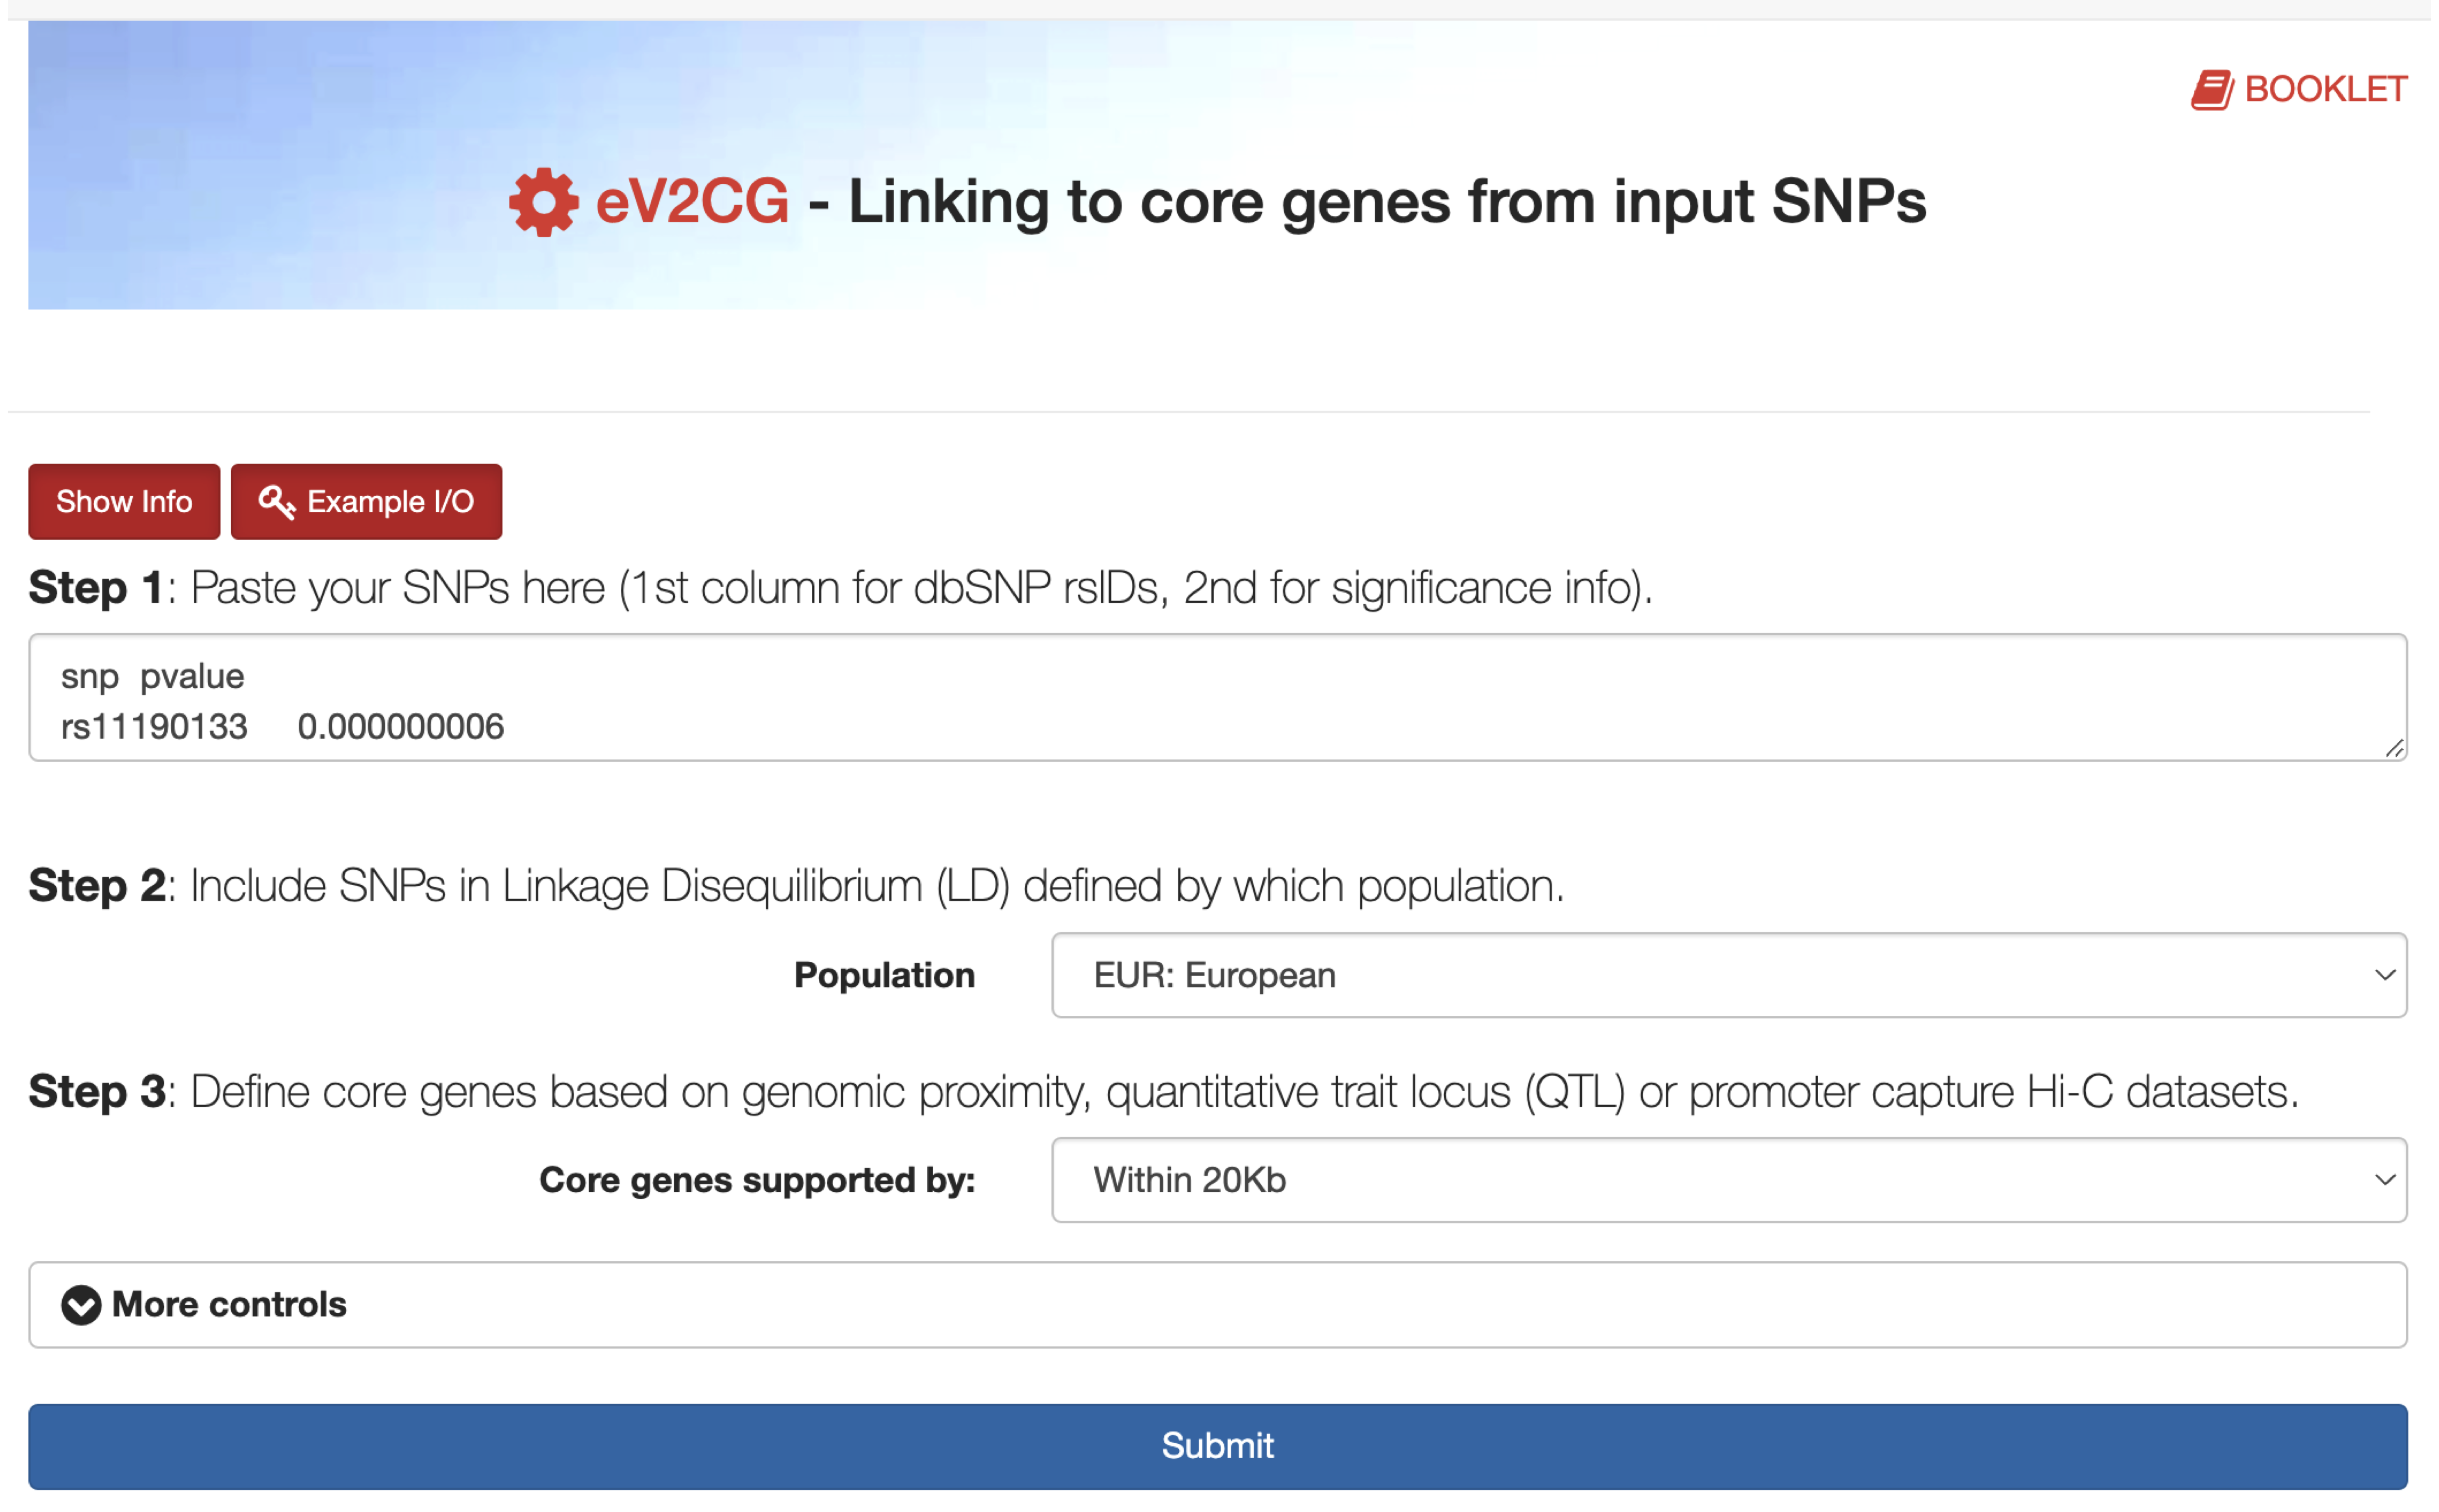 BOOKLET
eV2CG - Linking to core genes from input SNPs
Show Info
Example I/O
Step 1: Paste your SNPs here (1st column for dbSNP rsIDs, 2nd for significance info).
snp pvalue
rs11190133 0.000000006
Step 2: Include SNPs in Linkage Disequilibrium (LD) defined by which population.
Population EUR: European
Step 3: Define core genes based on genomic proximity, quantitative trait locus (QTL) or promoter capture Hi-C datasets.
Core genes supported by: Within 20Kb
More controls
Submit